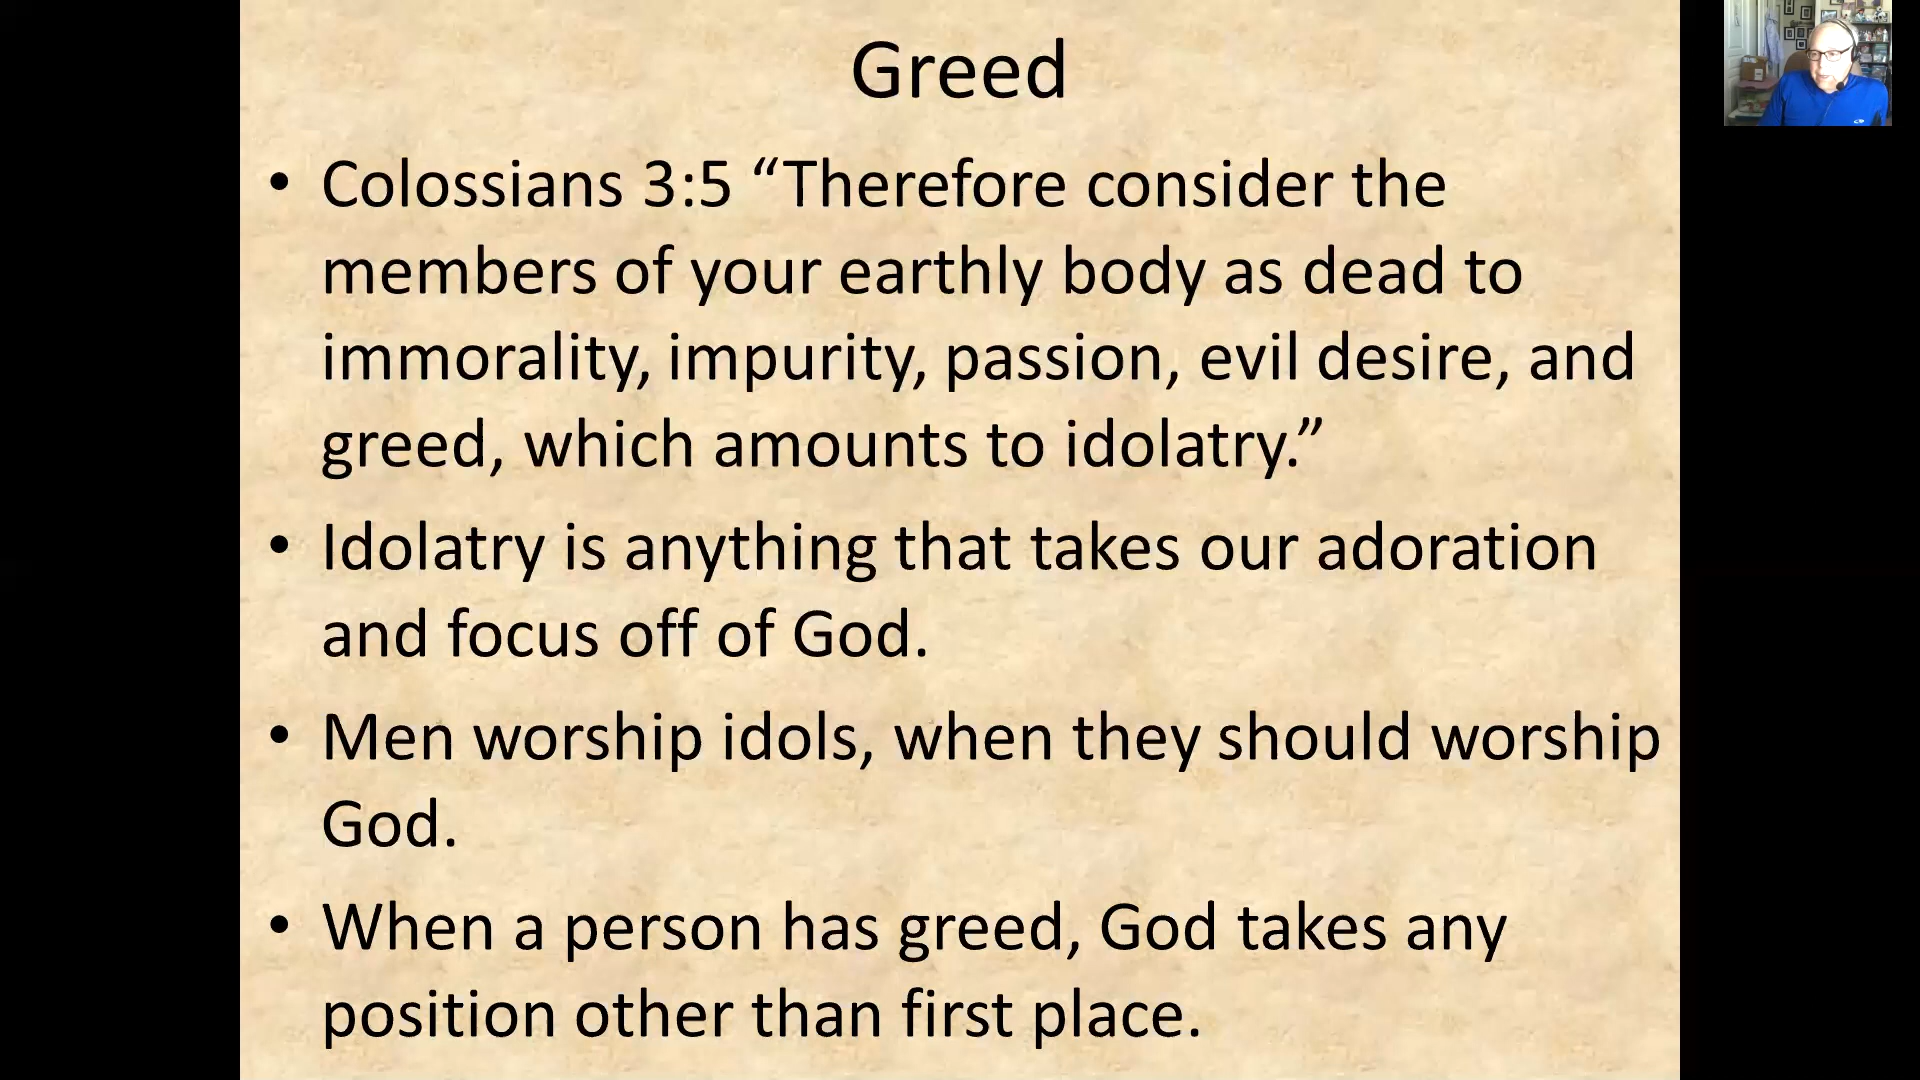 Greed
• Colossians 3:5 “Therefore consider the
members of your earthly body as dead to
immorality, impurity, passion, evil desire, and
greed, which amounts to idolatry.”
• Idolatry is anything that takes our adoration
and focus off of God.
• Men worship idols, when they should worship
God.
• When a person has greed, God takes any
position other than first place.